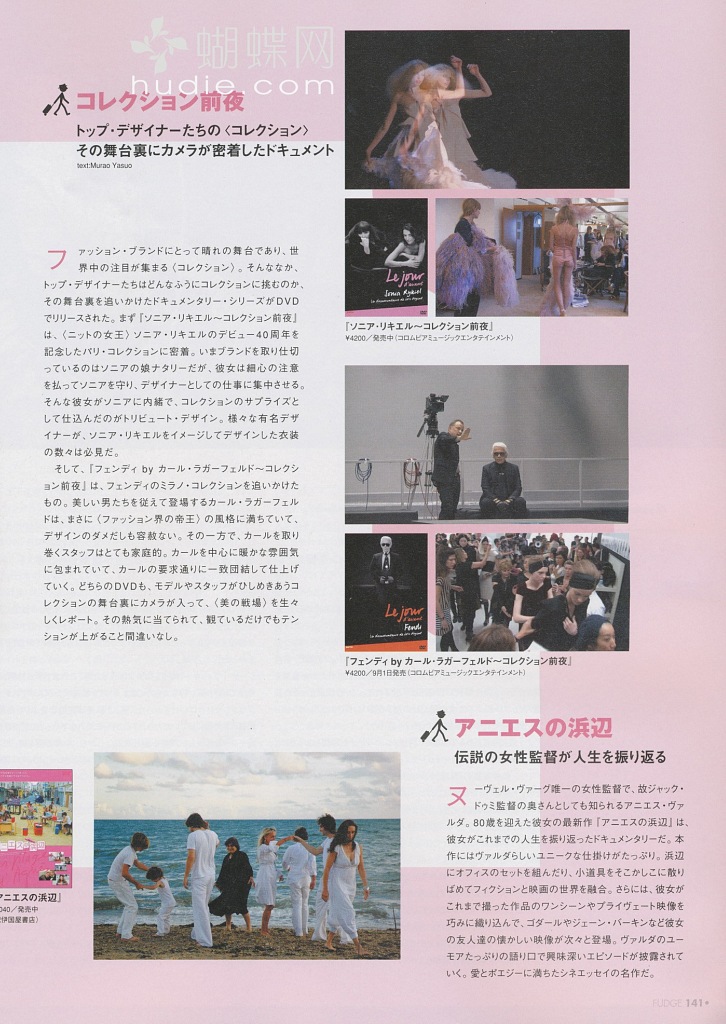 蝴蝶网
hudie.com
コレクション前夜
トップ・デザイナーたちの〈コレクション〉
その舞台裏にカメラが密着したドキュメント
text:Murao Yasuo
ファッション・ブランドにとって晴れの舞台であり、世
界中の注目が集まる〈コレクション〉。そんななか、
トップ・デザイナーたちはどんなふうにコレクションに挑むのか、
その舞台裏を追いかけたドキュメンタリー・シリーズがDVD
でリリースされた。まず『ソニア・リキエル〜コレクション前夜』
は、〈ニットの女王〉ソニア・リキエルのデビュー40周年を
記念したパリ・コレクションに密着。いまブランドを取り仕切
っているのはソニアの娘ナタリーだが、彼女は細心の注意
を払ってソニアを守り、デザイナーとしての仕事に集中させる。
そんな彼女がソニアに内緒で、コレクションのサプライズと
して仕込んだのがトリビュート・デザイン。様々な有名デザ
イナーが、ソニア・リキエルをイメージしてデザインした衣装
の数々は必見だ。
そして、『フェンディ by カール・ラガーフェルド〜コレクシ
ョン前夜』は、フェンディのミラノ・コレクションを追いかけた
もの。美しい男たちを従えて登場するカール・ラガーフェル
ドは、まさに〈ファッション界の帝王〉の風格に満ちていて、
デザインのダメだしも容赦ない。その一方で、カールを取り
巻くスタッフはとても家庭的。カールを中心に暖かな雰囲気
に包まれていて、カールの要求通りに一致団結して仕上げ
ていく。どちらのDVDも、モデルやスタッフがひしめきあう
コレクションの舞台裏にカメラが入って、〈美の戦場〉を生々
しくレポート。その熱気に当てられて、観ているだけでもテ
ンションが上がること間違いなし。
Le jour
d'avant
Sonia Rykiel
『ソニア・リキエル〜コレクション前夜』
¥4200／発売中（コロムビアミュージックエンタテインメント）
Le jour
d'avant
Fendi
『フェンディ by カール・ラガーフェルド〜コレクション前夜』
¥4200／9月1日発売（コロムビアミュージックエンタテインメント）
アニエスの浜辺
伝説の女性監督が人生を振り返る
ヌーヴェル・ヴァーグ唯一の女性監督で、故ジャック・
ドゥミ監督の奥さんとしても知られるアニエス・ヴァ
ルダ。80歳を迎えた彼女の最新作『アニエスの浜辺』は、
彼女がこれまでの人生を振り返ったドキュメンタリーだ。本
作にはヴァルダらしいユニークな仕掛けがたっぷり。浜辺
にオフィスのセットを組んだり、小道具をそこかしこに散り
ばめてフィクションと映画の世界を融合。さらには、彼女が
これまで撮った作品のワンシーンやプライヴェート映像を
巧みに織り込んで、ゴダールやジェーン・バーキンなど彼女
の友人達の懐かしい映像が次々と登場。ヴァルダのユー
モアたっぷりの語り口で興味深いエピソードが披露されて
いく。愛とポエジーに満ちたシネエッセイの名作だ。
アニエスの浜辺
アニエスの浜辺』
040／発売中
伊国屋書店）
FUDGE 141